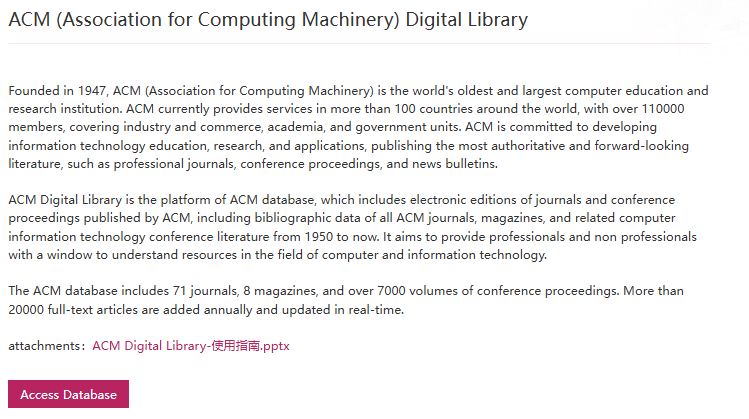 ACM (Association for Computing Machinery) Digital Library
Founded in 1947, ACM (Association for Computing Machinery) is the world's oldest and largest computer education and
research institution. ACM currently provides services in more than 100 countries around the world, with over 110000
members, covering industry and commerce, academia, and government units. ACM is committed to developing
information technology education, research, and applications, publishing the most authoritative and forward-looking
literature, such as professional journals, conference proceedings, and news bulletins.
ACM Digital Library is the platform of ACM database, which includes electronic editions of journals and conference
proceedings published by ACM, including bibliographic data of all ACM journals, magazines, and related computer
information technology conference literature from 1950 to now. It aims to provide professionals and non professionals
with a window to understand resources in the field of computer and information technology.
The ACM database includes 71 journals, 8 magazines, and over 7000 volumes of conference proceedings. More than
20000 full-text articles are added annually and updated in real-time.
attachments：ACM Digital Library-使用指南.pptx
Access Database